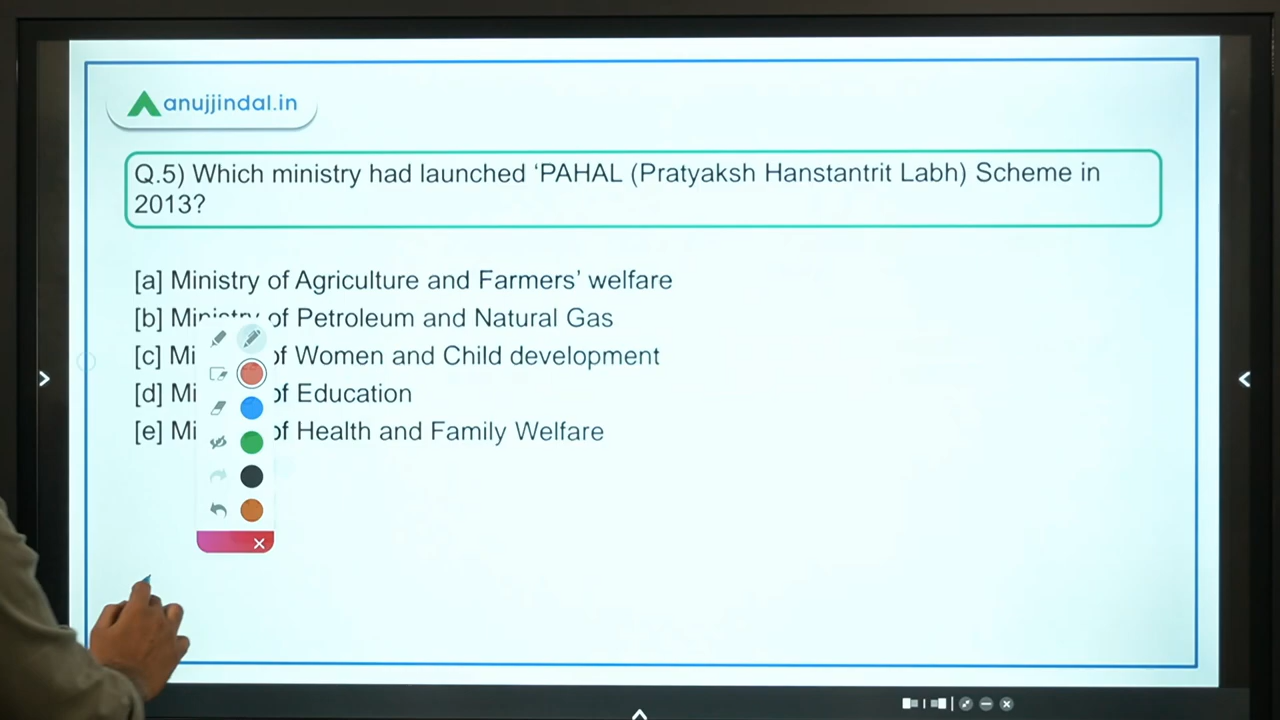 anujjindal.in
Q.5) Which ministry had launched ‘PAHAL (Pratyaksh Hanstantrit Labh) Scheme in
2013?
[a] Ministry of Agriculture and Farmers’ welfare
[b] Ministry of Petroleum and Natural Gas
[c] Mi of Women and Child development
[d] Mi of Education
[e] Mi of Health and Family Welfare